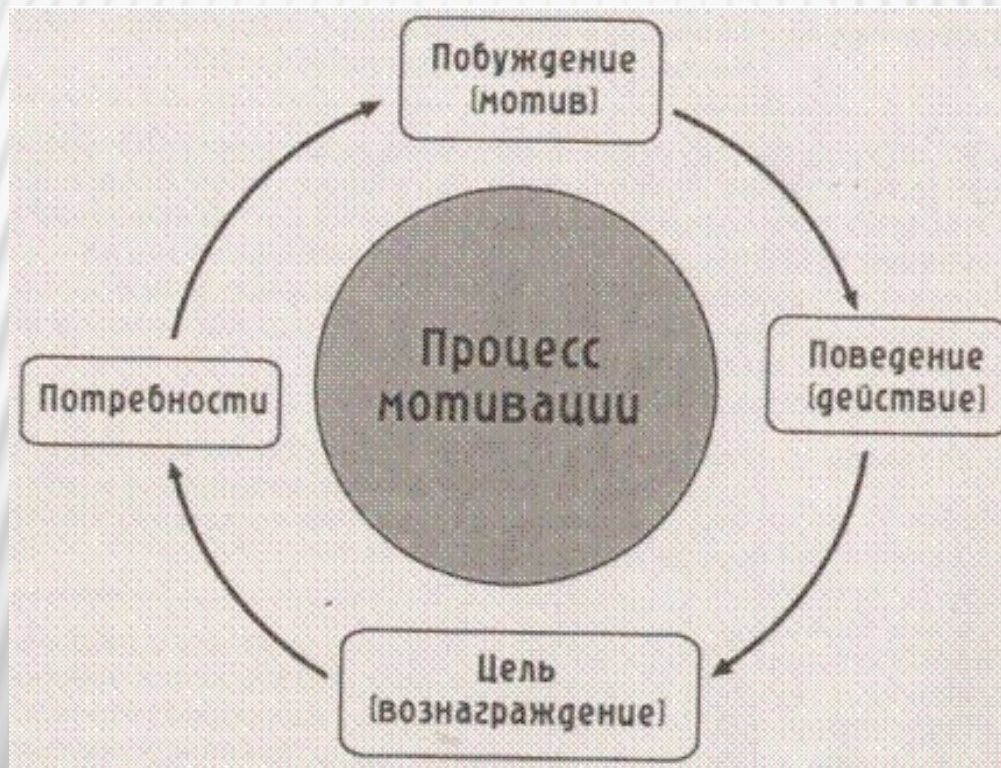 Побуждение
(мотив)
Процесс
мотивации
Поведение
(действие)
Потребности
Цель
(вознаграждение)